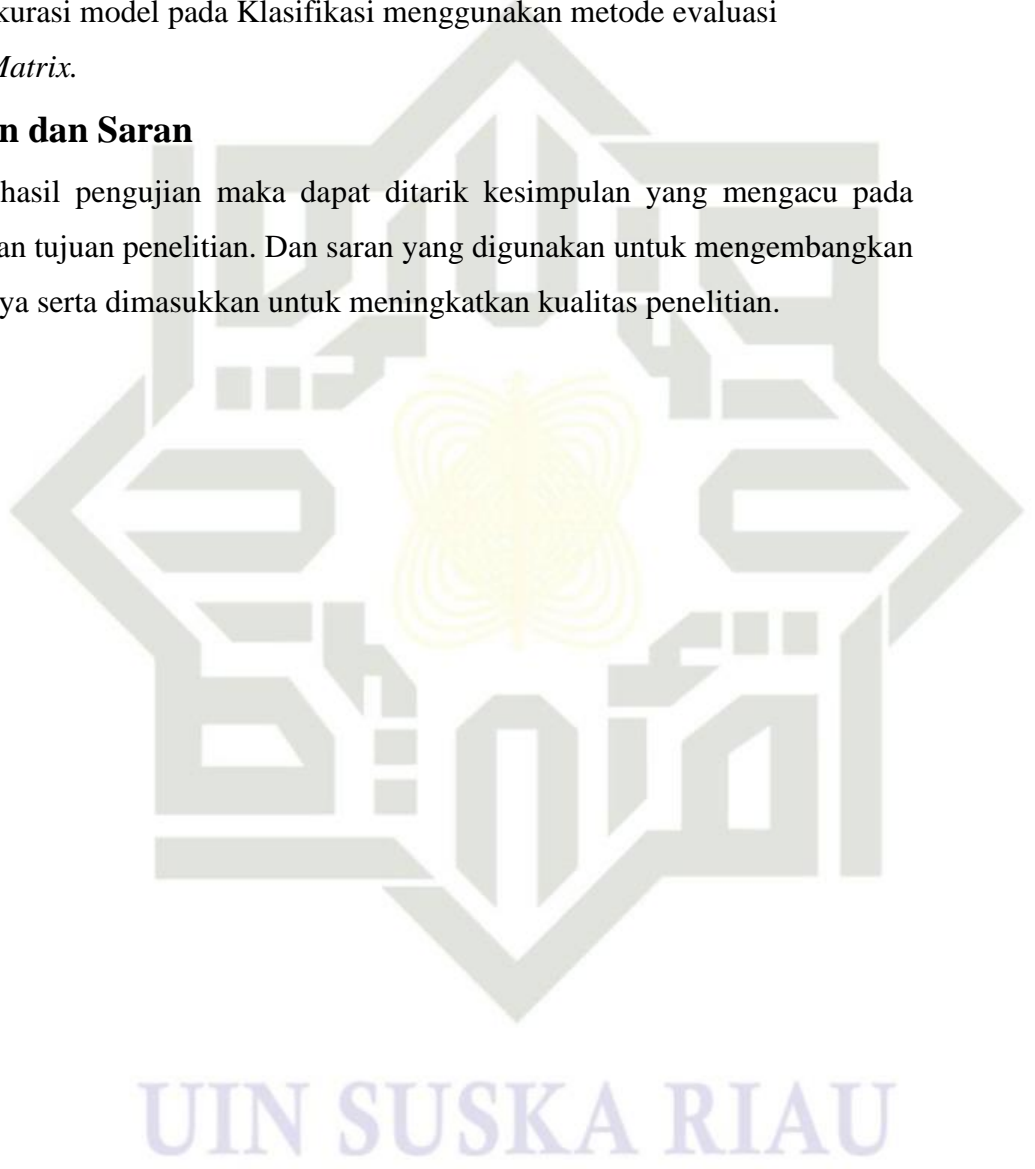 kurasi model pada Klasifikasi menggunakan metode evaluasi
Matrix.
n dan Saran
hasil pengujian maka dapat ditarik kesimpulan yang mengacu pada
an tujuan penelitian. Dan saran yang digunakan untuk mengembangkan
ya serta dimasukkan untuk meningkatkan kualitas penelitian.
UIN SUSKA RIAU